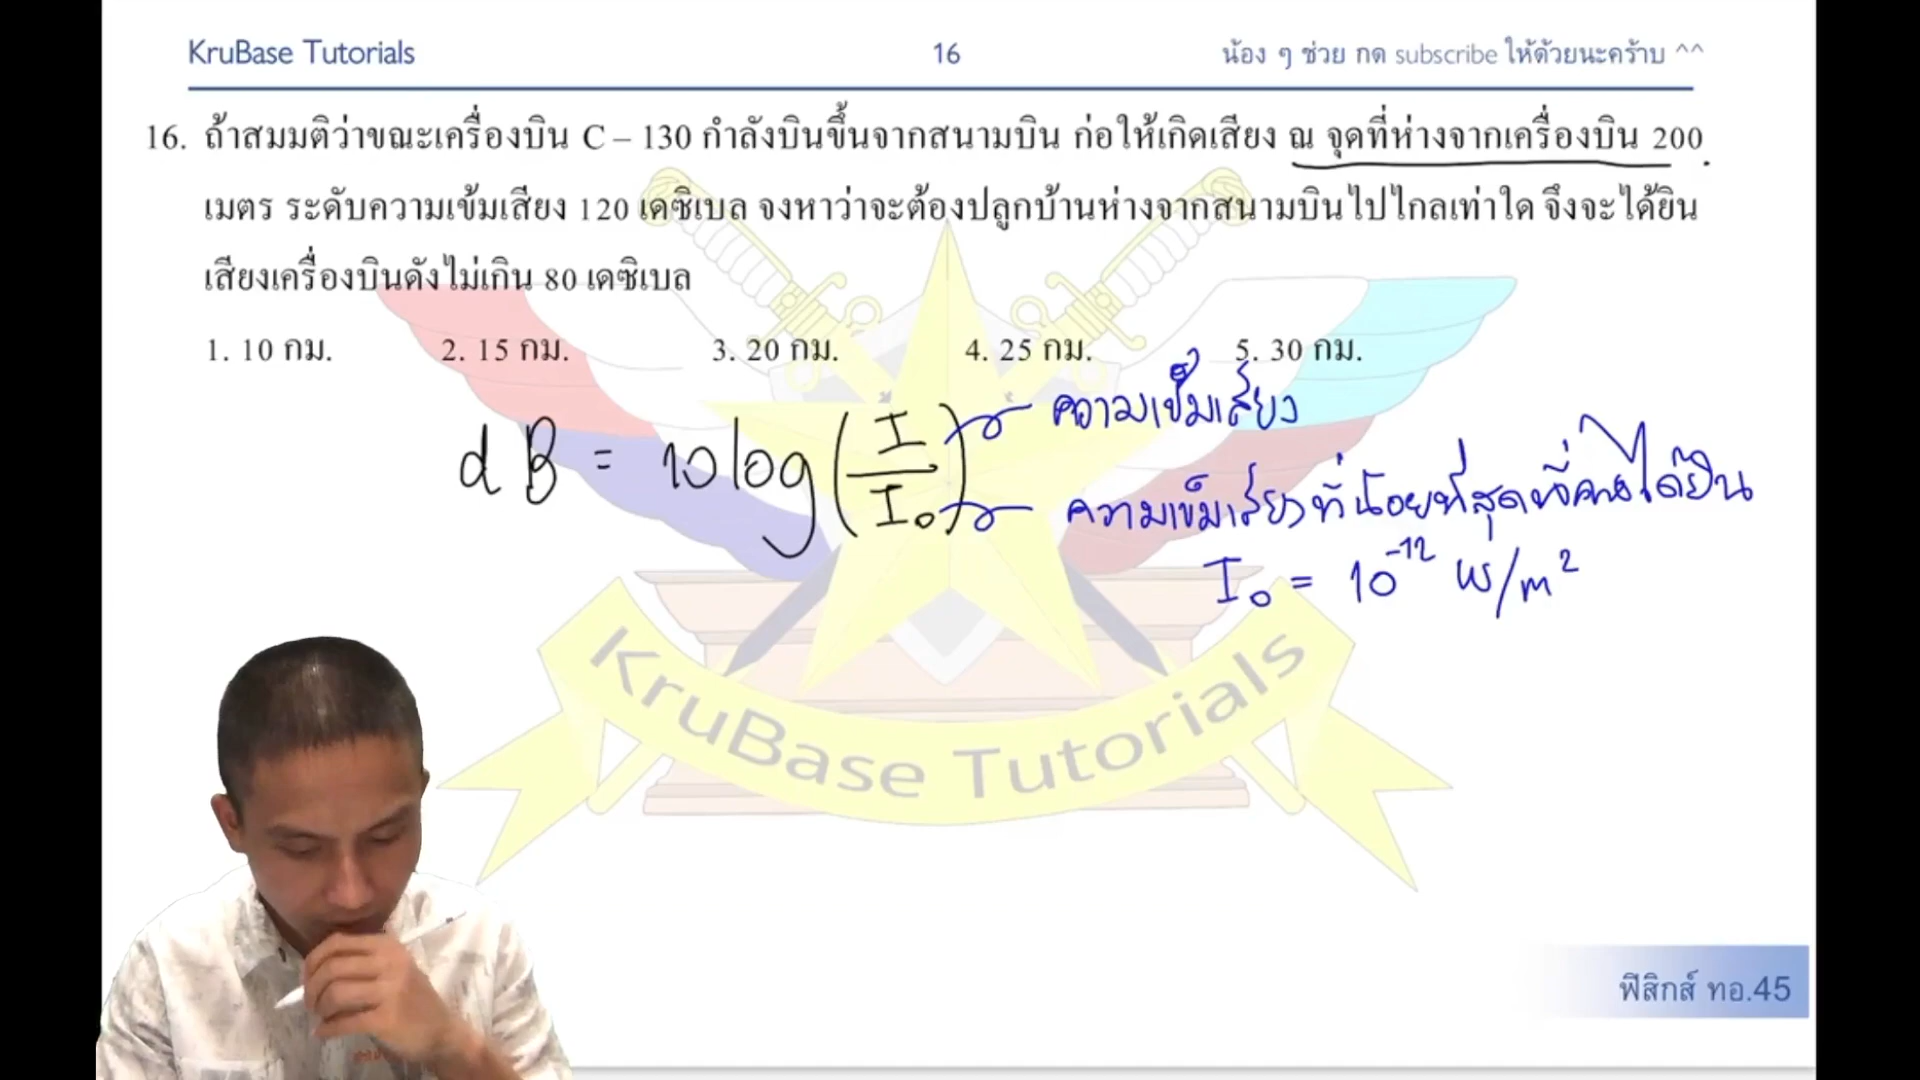 KruBase Tutorials 16 น้อง ๆ ช่วย กด subscribe ให้ด้วยนะคร้าบ ^^
16. ถ้าสมมติว่าขณะเครื่องบิน C – 130 กำลังบินขึ้นจากสนามบิน ก่อให้เกิดเสียง ณ จุดที่ห่างจากเครื่องบิน 200
เมตร ระดับความเข้มเสียง 120 เดซิเบล จงหาว่าจะต้องปลูกบ้านห่างจากสนามบินไปไกลเท่าใด จึงจะได้ยิน
เสียงเครื่องบินดังไม่เกิน 80 เดซิเบล
1. 10 กม. 2. 15 กม. 3. 20 กม. 4. 25 กม. 5. 30 กม.
dB = 10 log (I/I₀)
ความเข้มเสียง
ความเข้มเสียงที่น้อยที่สุดที่คนได้ยิน
I₀ = 10⁻¹² W/m²
KruBase Tutorials
ฟิสิกส์ ทอ.45